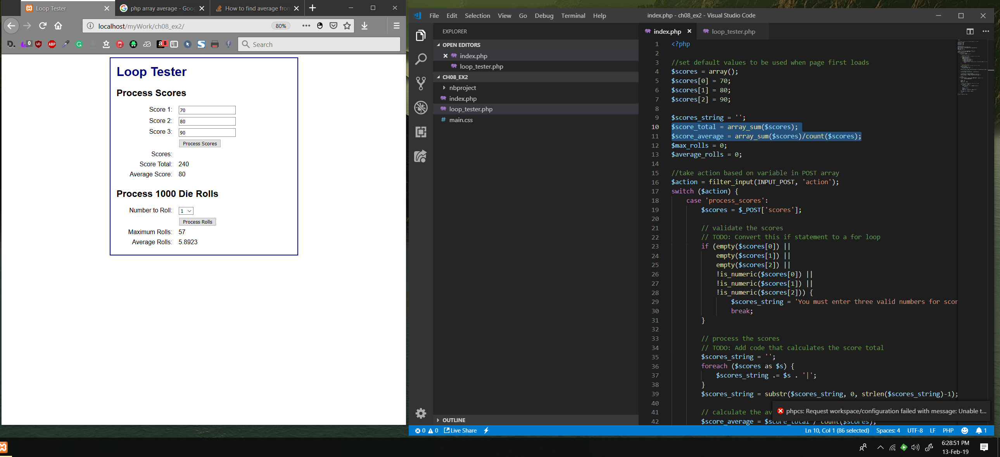 Loop Tester
php array average - Goog
How to find average from
localhost/myWork/ch08_ex2/
80%
D.
0
ABP
JS
8
Search
Loop Tester
Process Scores
Score 1: 70
Score 2: 80
Score 3: 90
Process Scores
Scores:
Score Total: 240
Average Score: 80
Process 1000 Die Rolls
Number to Roll: 1
Process Rolls
Maximum Rolls: 57
Average Rolls: 5.8923
File Edit Selection View Go Debug Terminal Help
index.php - ch08_ex2 - Visual Studio Code
EXPLORER
OPEN EDITORS
index.php
loop_tester.php
CH08_EX2
nbproject
index.php
loop_tester.php
# main.css
OUTLINE
index.php
loop_tester.php
1 <?php
2
3 //set default values to be used when page first loads
4 $scores = array();
5 $scores[0] = 70;
6 $scores[1] = 80;
7 $scores[2] = 90;
8
9 $scores_string = '';
10 $score_total = array_sum($scores);
11 $score_average = array_sum($scores)/count($scores);
12 $max_rolls = 0;
13 $average_rolls = 0;
14
15 //take action based on variable in POST array
16 $action = filter_input(INPUT_POST, 'action');
17 switch ($action) {
18 case 'process_scores':
19 $scores = $_POST['scores'];
20
21 // validate the scores
22 // TODO: Convert this if statement to a for loop
23 if (empty($scores[0]) ||
24 empty($scores[1]) ||
25 empty($scores[2]) ||
26 !is_numeric($scores[0]) ||
27 !is_numeric($scores[1]) ||
28 !is_numeric($scores[2])) {
29 $scores_string = 'You must enter three valid numbers for scor
30 break;
31 }
32
33 // process the scores
34 // TODO: Add code that calculates the score total
35 $scores_string = '';
36 foreach ($scores as $s) {
37 $scores_string .= $s . '|';
38 }
39 $scores_string = substr($scores_string, 0, strlen($scores_string)-1);
40
41 // calculate the av
42 $score_average = $score_total / count($scores);
phpcs: Request workspace/configuration failed with message: Unable t...
0 0 Live Share
Ln 10, Col 1 (86 selected) Spaces: 4 UTF-8 LF PHP 1
6:28:51 PM
13-Feb-19